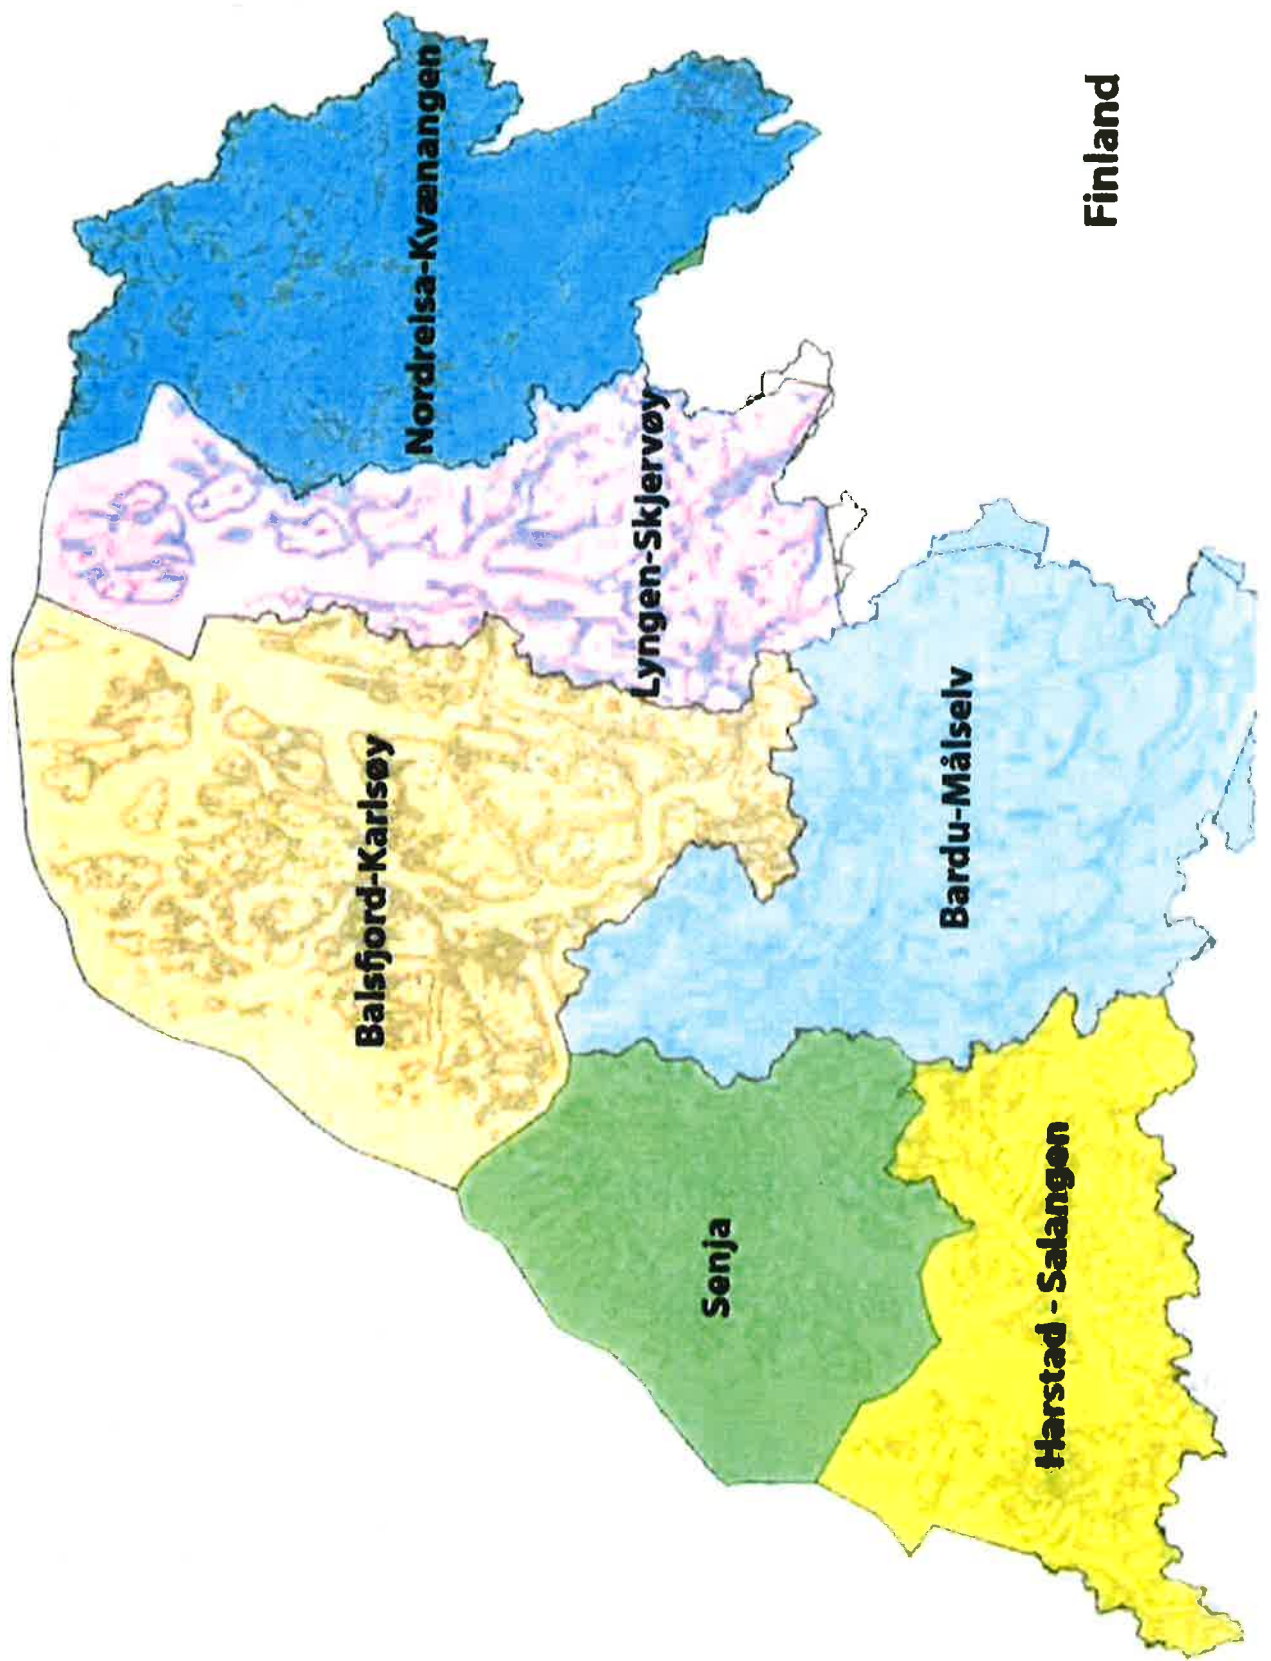 Nordreisa-Kvænangen
Finland
Lyngen-Skjervøy
Balsfjord-Karlsøy
Bardu-Målselv
Senja
Harstad - Salangen